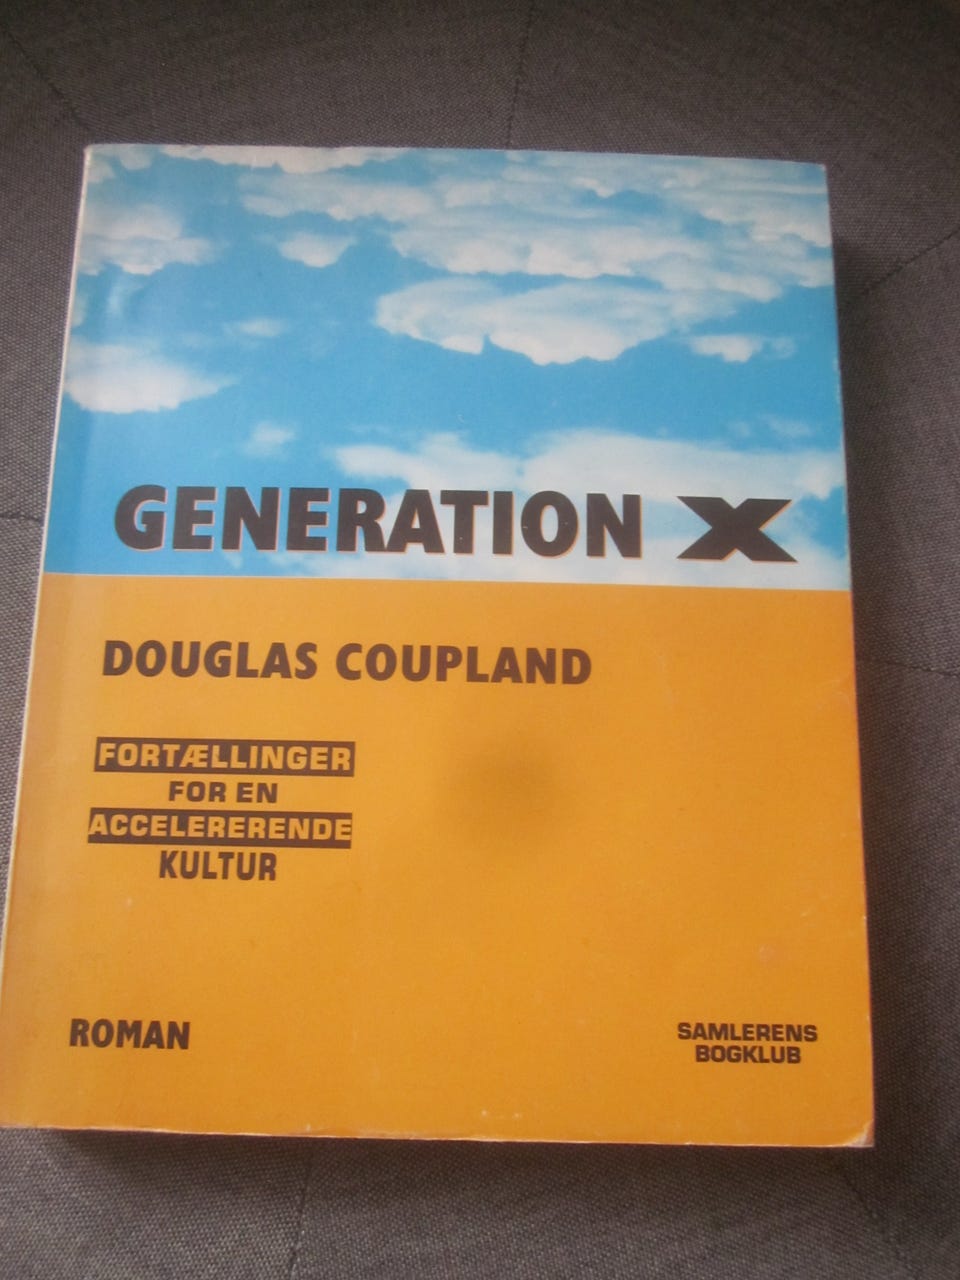 GENERATION X
DOUGLAS COUPLAND
FORTÆLLINGER
FOR EN
ACCELERERENDE
KULTUR
ROMAN
SAMLERENS
BOGKLUB